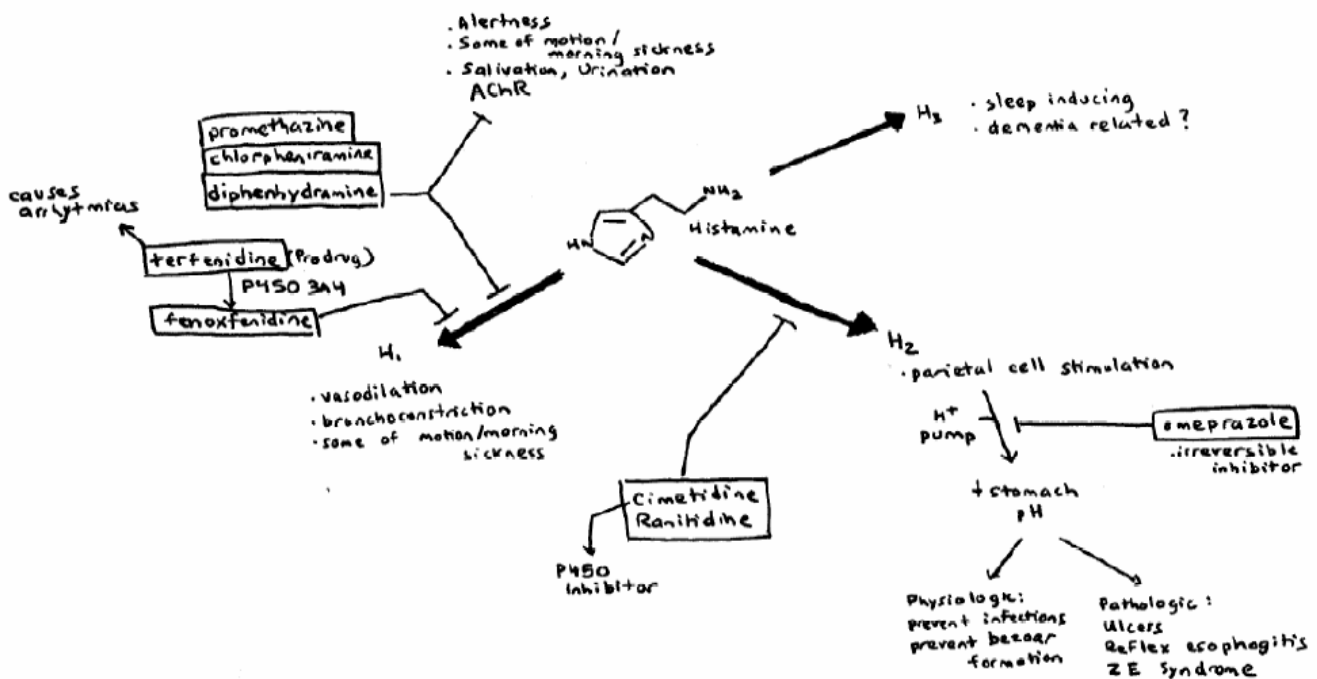 . Alertness
. Some of motion/
morning sickness
. Salivation, Urination
AChR
promethazine
chlorpheniramine
diphenhydramine
causes
arrhytmias
terfenidine (Prodrug)
P450 3A4
fenoxfenidine
H₁
. vasodilation
. bronchoconstriction
. some of motion/morning
sickness
HN
N
NH₂
Histamine
H₃
. sleep inducing
. dementia related ?
H₂
. parietal cell stimulation
H⁺
pump
omeprazole
. irreversible
inhibitor
↓ stomach
pH
Cimetidine
Ranitidine
P450
inhibitor
Physiologic:
prevent infections
prevent bezoar
formation
Pathologic:
Ulcers
Reflex esophagitis
ZE Syndrome